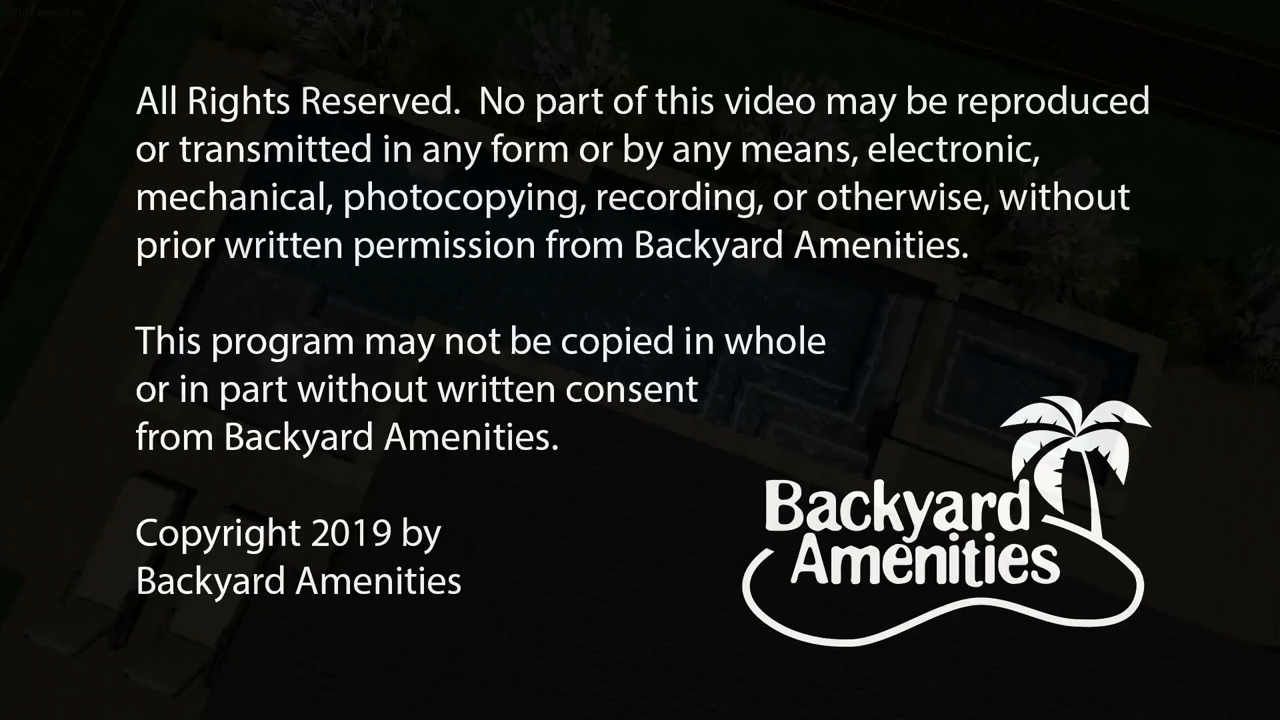 All Rights Reserved.  No part of this video may be reproduced
or transmitted in any form or by any means, electronic,
mechanical, photocopying, recording, or otherwise, without
prior written permission from Backyard Amenities.
This program may not be copied in whole
or in part without written consent
from Backyard Amenities.
Copyright 2019 by
Backyard Amenities
Backyard
Amenities